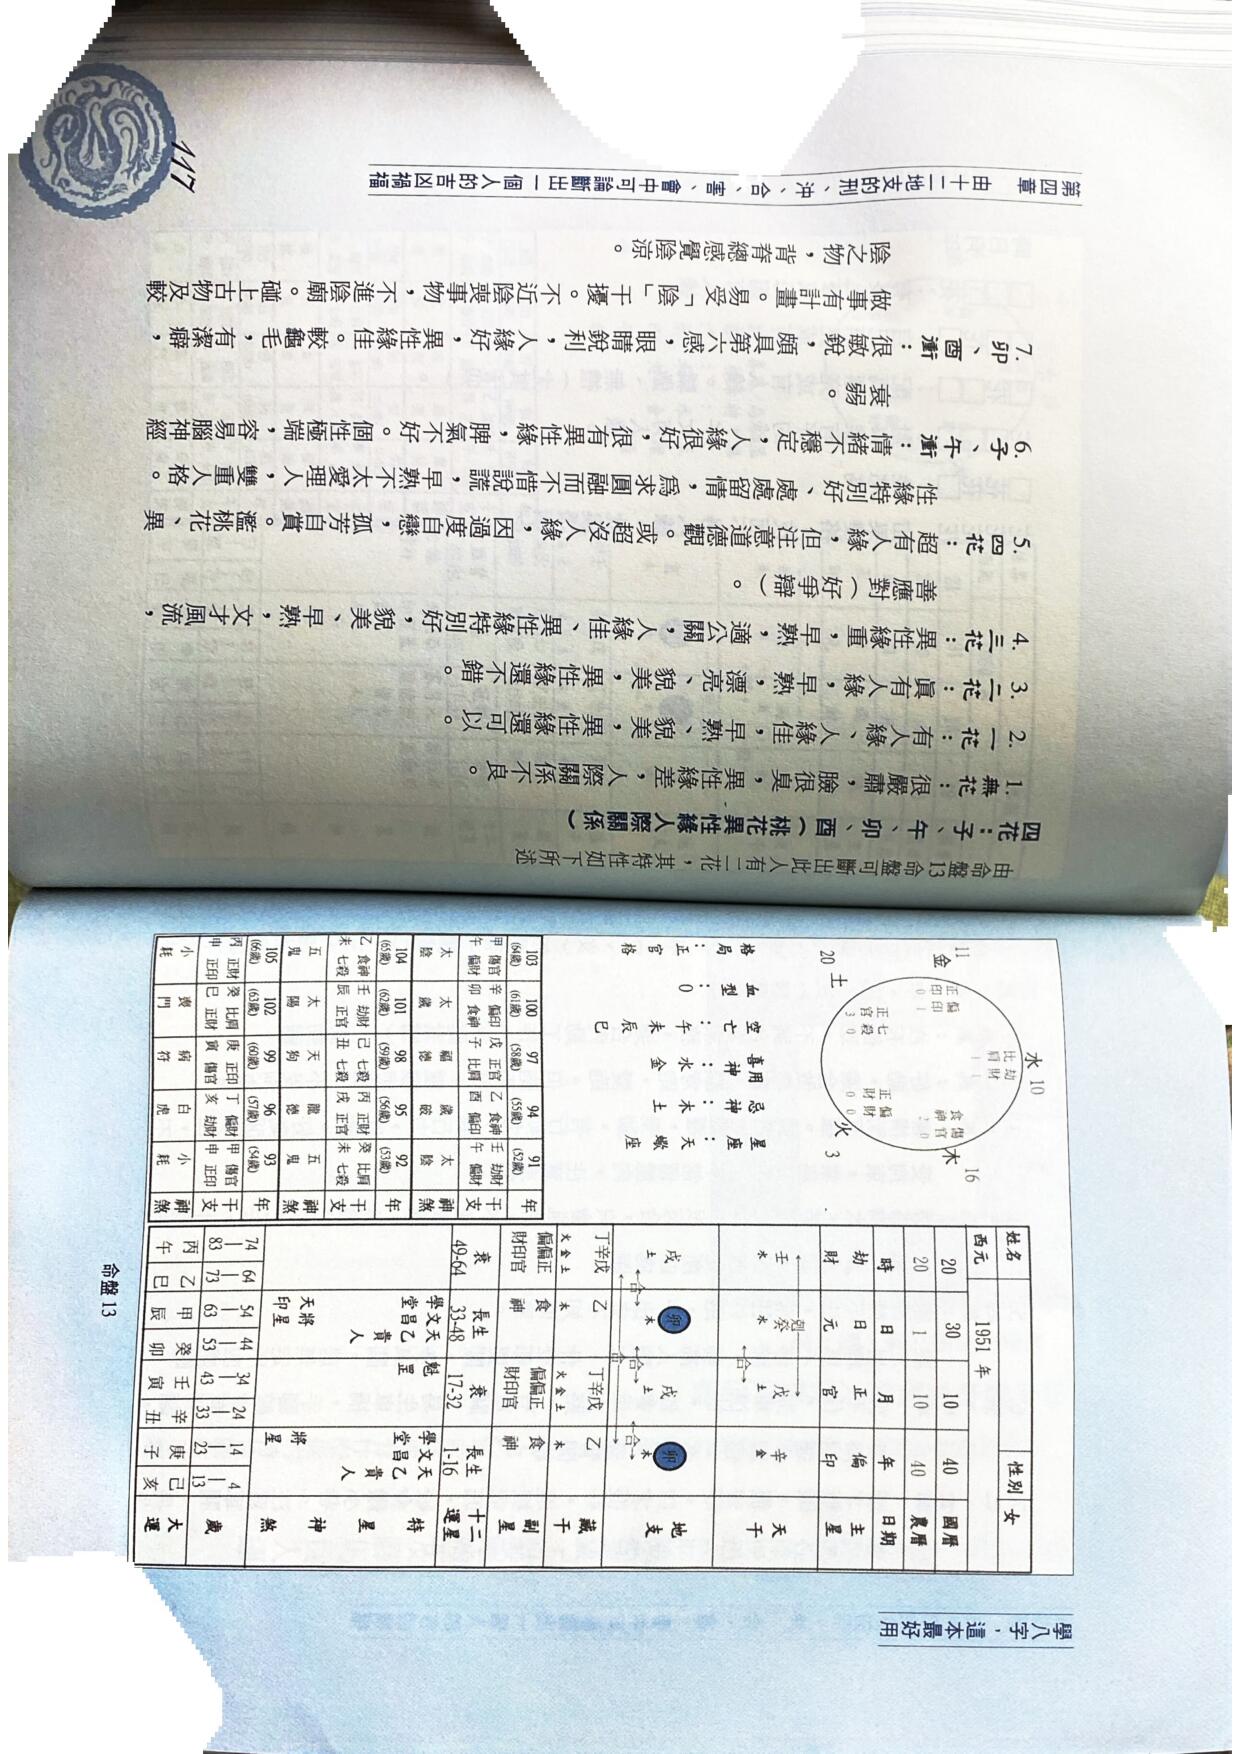 學八字，這本最好用
姓名 性別 女
西元 1951 年
20 30 10 40 國曆
20 1 10 40 農曆
時 日 月 年 日期
劫財 日元 正官 偏印 主星
剋
壬水 癸水 戊土 辛金 天干
合
戌土 卯木 戌土 卯木 地支
合 合 合
合
丁辛戊 乙 丁辛戊 乙 藏干
火金土 木 火金土 木
偏財 偏印 正官 食神 偏財 偏印 正官 食神 副星
衰 長生 衰 長生 十二運星
49-64 33-48 17-32 1-16
天乙貴人 文昌 學堂 將星 天印 魁罡 天乙貴人 文昌 學堂 將星 特星神煞
74|83 64|73 54|63 44|53 34|43 24|33 14|23 4|13 歲
丙午 乙巳 甲辰 癸卯 壬寅 辛丑 庚子 己亥 大運
水 10
劫財 1 比肩 1
16 木
傷官 0 食神 2
火 3
偏財 0 正財 0
土 20
七殺 0 正官 3
11 金
偏印 1 正印 0
星座：天蠍座
忌神：木土
喜用神：水金
空亡：午未辰巳
血型：O
格局：正官格
103 100 97 94 91 年
(64歲) (61歲) (58歲) (55歲) (52歲)
甲 傷官 辛 偏印 戊 正官 乙 食神 壬 劫財 干支
午 偏財 卯 食神 子 比肩 酉 偏印 午 偏財
太陰 太歲 福德 歲破 太陰 神煞
104 101 98 95 92 年
(65歲) (62歲) (59歲) (56歲) (53歲)
乙 食神 壬 劫財 己 七殺 丙 正財 癸 比肩 干支
未 七殺 辰 正官 丑 七殺 戌 正官 未 七殺
五鬼 太陽 天狗 龍德 五鬼 神煞
105 102 99 96 93 年
(66歲) (63歲) (60歲) (57歲) (54歲)
丙 正財 癸 比肩 庚 正印 丁 偏財 甲 傷官 干支
申 正印 巳 正財 寅 傷官 亥 劫財 申 正印
小耗 喪門 病符 白虎 小耗 神煞
命盤 13
由命盤13命盤可斷出此人有二花，其特性如下所述
四花：子、午、卯、酉（桃花異性緣人際關係）
1. 無花：很嚴肅，臉很臭，異性緣差，人際關係不良。
2. 一花：有人緣、人緣佳，早熟、貌美，異性緣還可以。
3. 二花：真有人緣，早熟，漂亮、貌美，異性緣還不錯。
4. 三花：異性緣重，早熟，適公關，人緣佳、異性緣特別好，貌美、早熟，文才風流，
善應對（好爭辯）。
5. 四花：超有人緣，但注意道德觀。或超沒人緣，因過度自戀，孤芳自賞。濫桃花、異
性緣特別好、處處留情，為求圓融而不惜說謊，早熟不太愛理人，雙重人格。
6. 子、午衝：情緒不穩定，人緣很好，很有異性緣，脾氣不好。個性極端，容易腦神經
衰弱。
7. 卯、酉衝：很敏銳，頗具第六感，眼睛銳利，人緣好，異性緣佳。較龜毛，有潔癖，
做事有計畫。易受「陰」干擾。不近陰喪事物，不進陰廟。碰上古物及較
陰之物，背脊總感覺陰涼。
第四章 由十二地支的刑、沖、合、害、會中可論斷出一個人的吉凶禍福
117